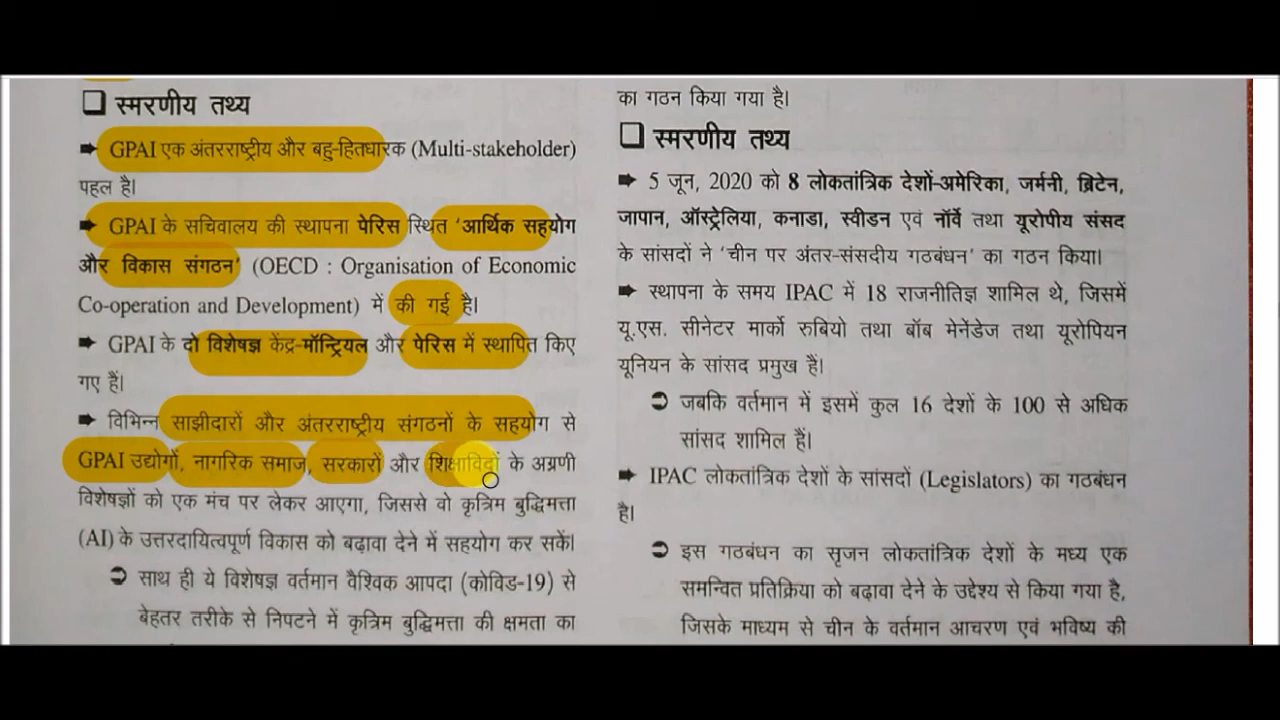 ❑ स्मरणीय तथ्य
➡ GPAI एक अंतरराष्ट्रीय और बहु-हितधारक (Multi-stakeholder)
पहल है।
➡ GPAI के सचिवालय की स्थापना पेरिस स्थित ‘आर्थिक सहयोग
और विकास संगठन’ (OECD : Organisation of Economic
Co-operation and Development) में की गई है।
➡ GPAI के दो विशेषज्ञ केंद्र-मॉन्ट्रियल और पेरिस में स्थापित किए
गए हैं।
➡ विभिन्न साझीदारों और अंतरराष्ट्रीय संगठनों के सहयोग से
GPAI उद्योगों, नागरिक समाज, सरकारों और शिक्षाविदों के अग्रणी
विशेषज्ञों को एक मंच पर लेकर आएगा, जिससे वो कृत्रिम बुद्धिमत्ता
(AI) के उत्तरदायित्वपूर्ण विकास को बढ़ावा देने में सहयोग कर सकें।
➲ साथ ही ये विशेषज्ञ वर्तमान वैश्विक आपदा (कोविड-19) से
बेहतर तरीके से निपटने में कृत्रिम बुद्धिमत्ता की क्षमता का
का गठन किया गया है।
❑ स्मरणीय तथ्य
➡ 5 जून, 2020 को 8 लोकतांत्रिक देशों-अमेरिका, जर्मनी, ब्रिटेन,
जापान, ऑस्ट्रेलिया, कनाडा, स्वीडन एवं नॉर्वे तथा यूरोपीय संसद
के सांसदों ने ‘चीन पर अंतर-संसदीय गठबंधन’ का गठन किया।
➡ स्थापना के समय IPAC में 18 राजनीतिज्ञ शामिल थे, जिसमें
यू.एस. सीनेटर मार्को रुबियो तथा बॉब मेनेंडेज तथा यूरोपियन
यूनियन के सांसद प्रमुख हैं।
➲ जबकि वर्तमान में इसमें कुल 16 देशों के 100 से अधिक
सांसद शामिल हैं।
➡ IPAC लोकतांत्रिक देशों के सांसदों (Legislators) का गठबंधन
है।
➲ इस गठबंधन का सृजन लोकतांत्रिक देशों के मध्य एक
समन्वित प्रतिक्रिया को बढ़ावा देने के उद्देश्य से किया गया है,
जिसके माध्यम से चीन के वर्तमान आचरण एवं भविष्य की